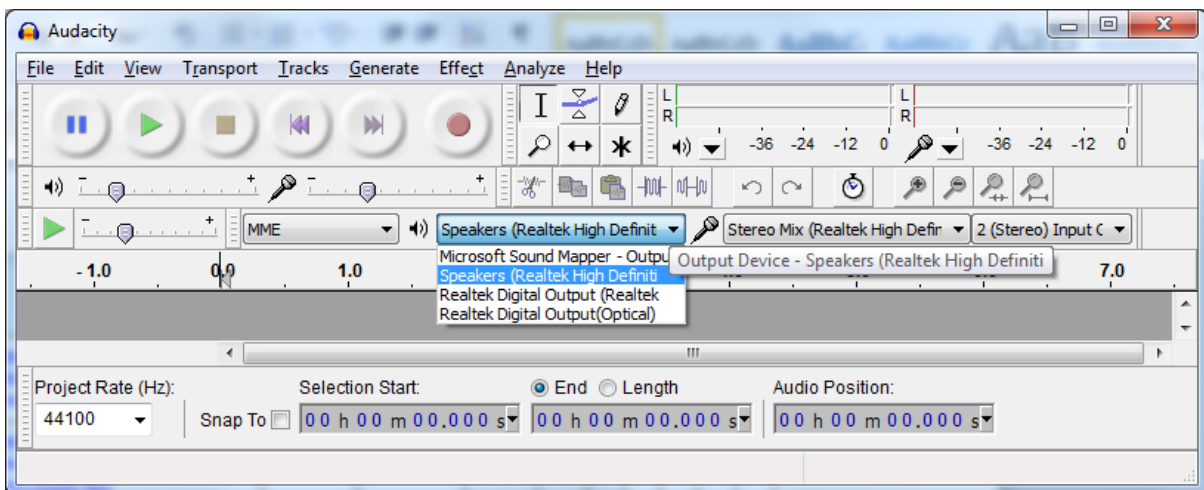 Audacity
File Edit View Transport Tracks Generate Effect Analyze Help
L L
R R
-36 -24 -12 0 -36 -24 -12 0
- + - +
- + MME Speakers (Realtek High Definit Stereo Mix (Realtek High Defin 2 (Stereo) Input C
Microsoft Sound Mapper - Outpu
Output Device - Speakers (Realtek High Definiti
Speakers (Realtek High Definiti
Realtek Digital Output (Realtek
Realtek Digital Output(Optical)
- 1.0 0.0 1.0 7.0
Project Rate (Hz): Selection Start: End Length Audio Position:
44100 Snap To 00 h 00 m 00.000 s 00 h 00 m 00.000 s 00 h 00 m 00.000 s